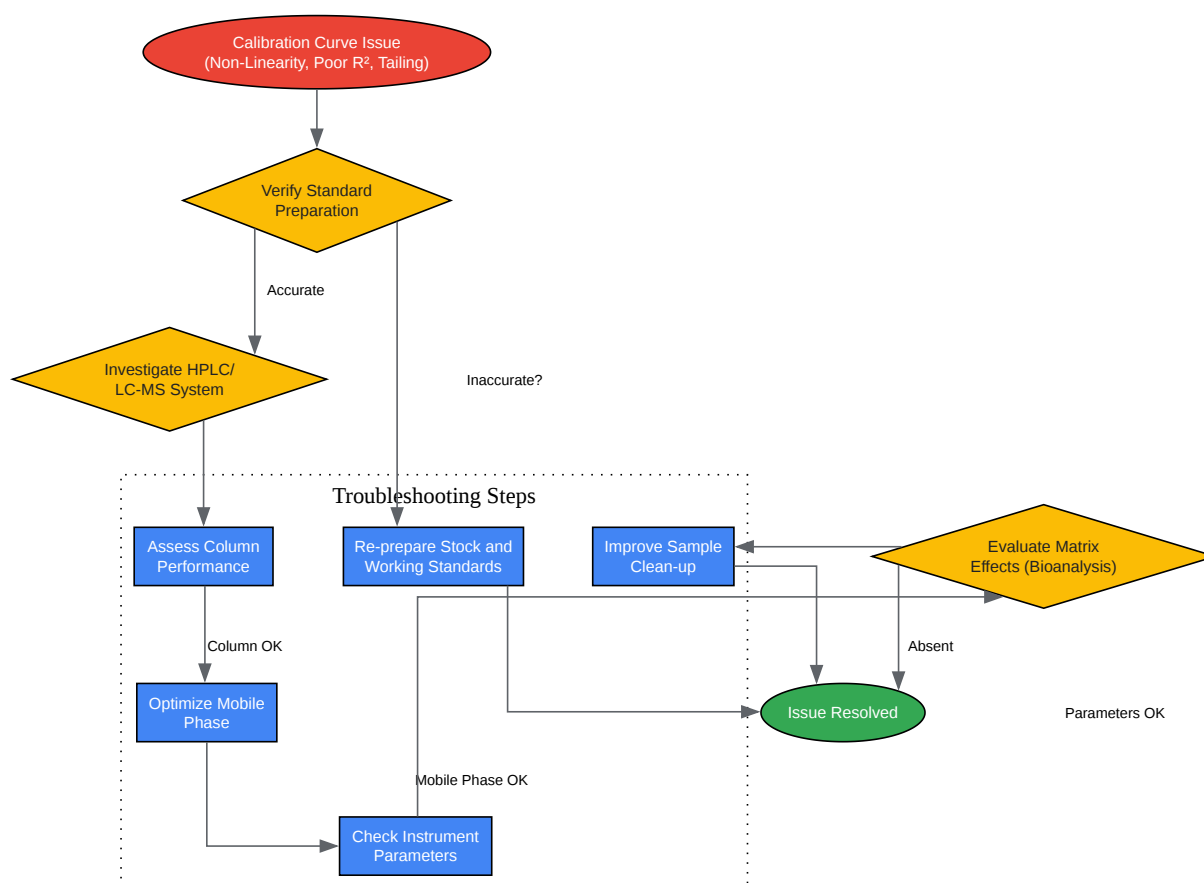 Calibration Curve Issue
(Non-Linearity, Poor R², Tailing)
Verify Standard
Preparation
Accurate
Investigate HPLC/
LC-MS System
Inaccurate?
Troubleshooting Steps
Assess Column
Performance
Re-prepare Stock and
Working Standards
Improve Sample
Clean-up
Evaluate Matrix
Effects (Bioanalysis)
Column OK
Absent
Optimize Mobile
Phase
Issue Resolved
Parameters OK
Mobile Phase OK
Check Instrument
Parameters